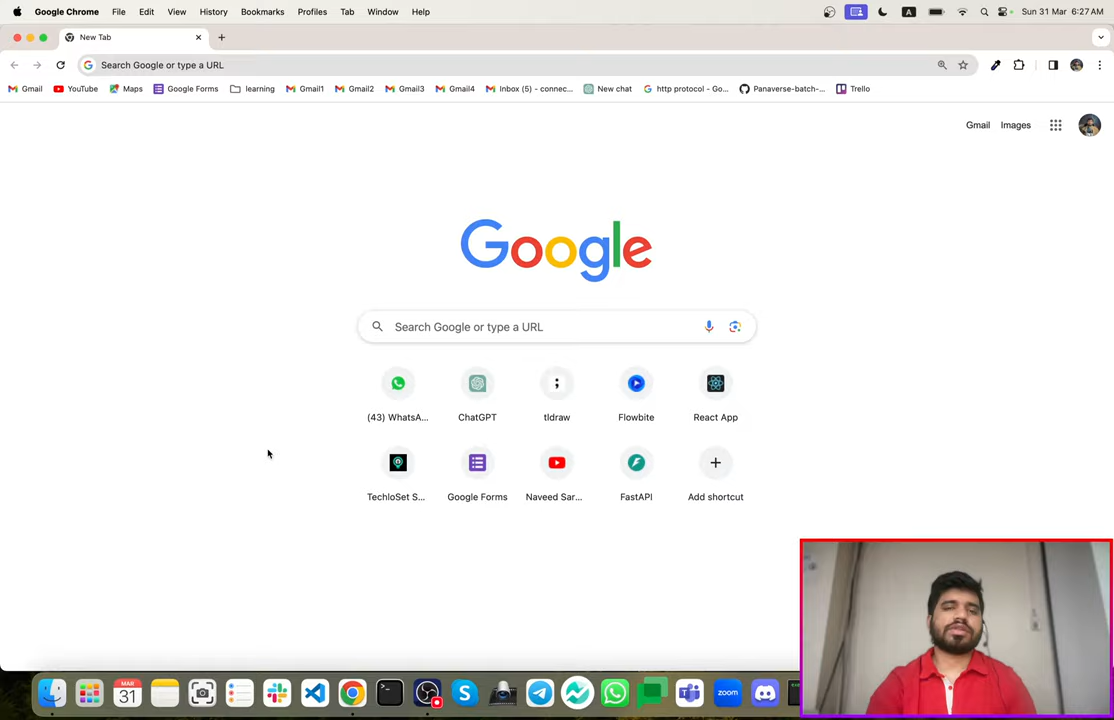 Google Chrome File Edit View History Bookmarks Profiles Tab Window Help A Sun 31 Mar 6:27 AM
New Tab
Search Google or type a URL
Gmail YouTube Maps Google Forms learning Gmail1 Gmail2 Gmail3 Gmail4 Inbox (5) - connec... New chat http protocol - Go... Panaverse-batch-... Trello
Gmail Images
Google
Search Google or type a URL
(43) WhatsA... ChatGPT tldraw Flowbite React App
TechloSet S... Google Forms Naveed Sar... FastAPI Add shortcut
MAR
31
zoom